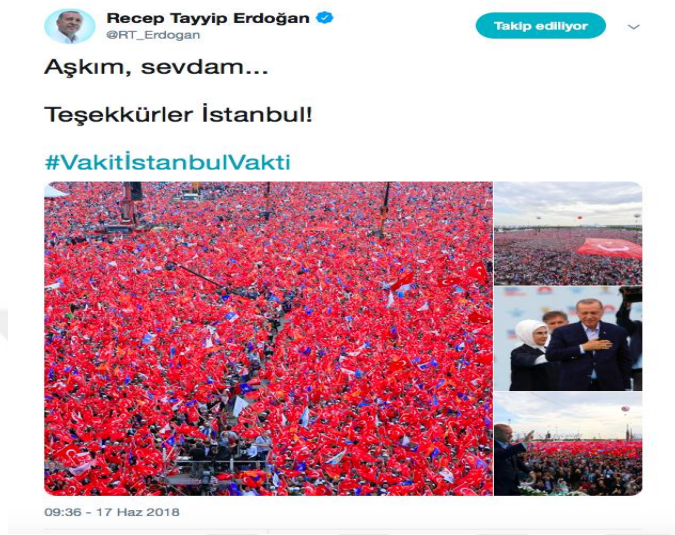 Recep Tayyip Erdoğan
@RT_Erdogan
Takip ediliyor
Aşkım, sevdam...
Teşekkürler İstanbul!
#VakitİstanbulVakti
09:36 - 17 Haz 2018